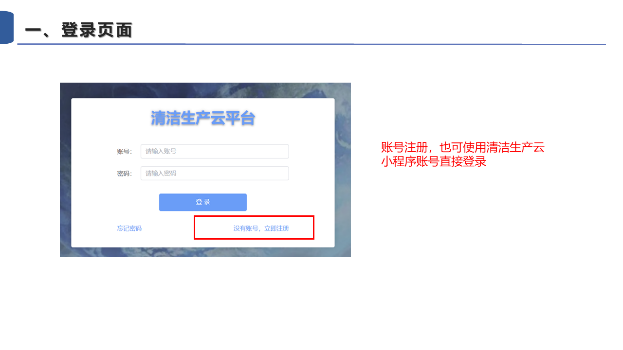 一、登录页面
清洁生产云平台
账号：
请输入账号
密码：
请输入密码
登 录
忘记密码
没有账号，立即注册
账号注册，也可使用清洁生产云
小程序账号直接登录